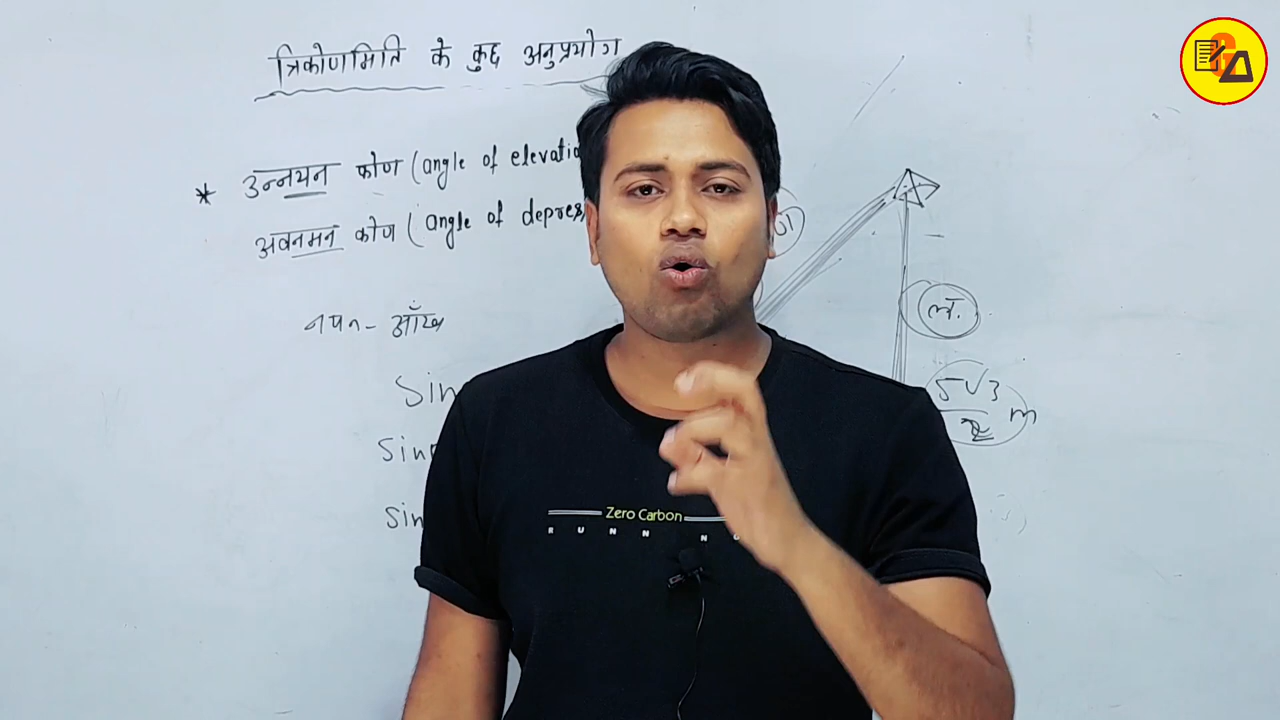 त्रिकोणमिति के कुछ अनुप्रयोग
* उन्नयन कोण (angle of elevatio
अवनमन कोण (angle of depres
नयन - आँख
Sin
Sin
Sin
लं.
5√3
2 m
Zero Carbon
R U N N N G